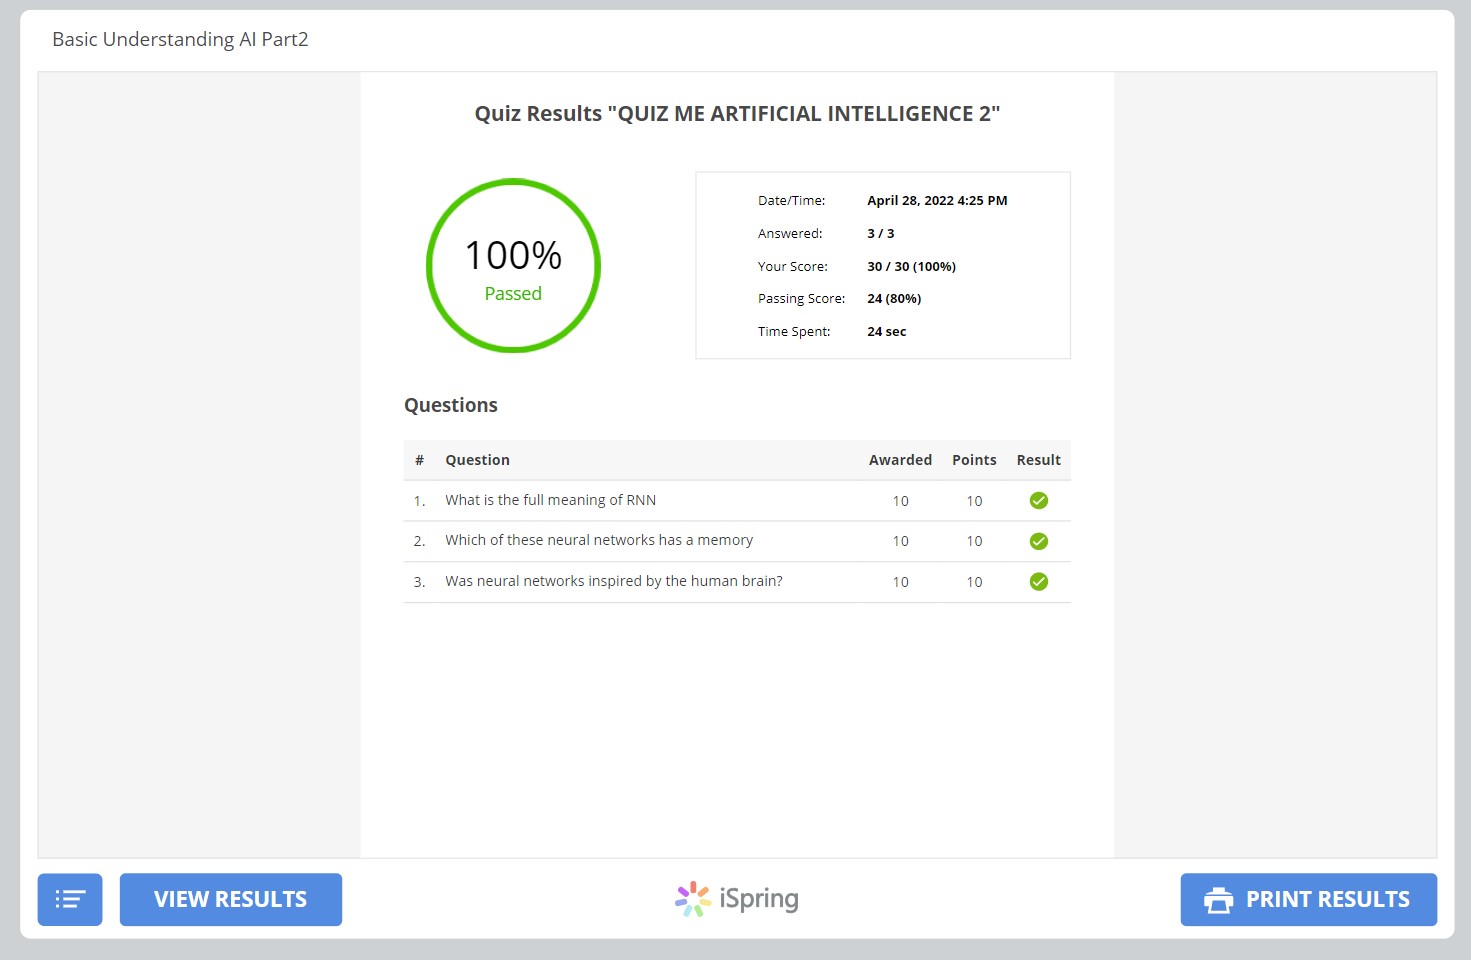 Basic Understanding AI Part2
Quiz Results "QUIZ ME ARTIFICIAL INTELLIGENCE 2"
100%
Passed
Date/Time: April 28, 2022 4:25 PM
Answered: 3 / 3
Your Score: 30 / 30 (100%)
Passing Score: 24 (80%)
Time Spent: 24 sec
Questions
# Question Awarded Points Result
1. What is the full meaning of RNN 10 10
2. Which of these neural networks has a memory 10 10
3. Was neural networks inspired by the human brain? 10 10
VIEW RESULTS
iSpring
PRINT RESULTS